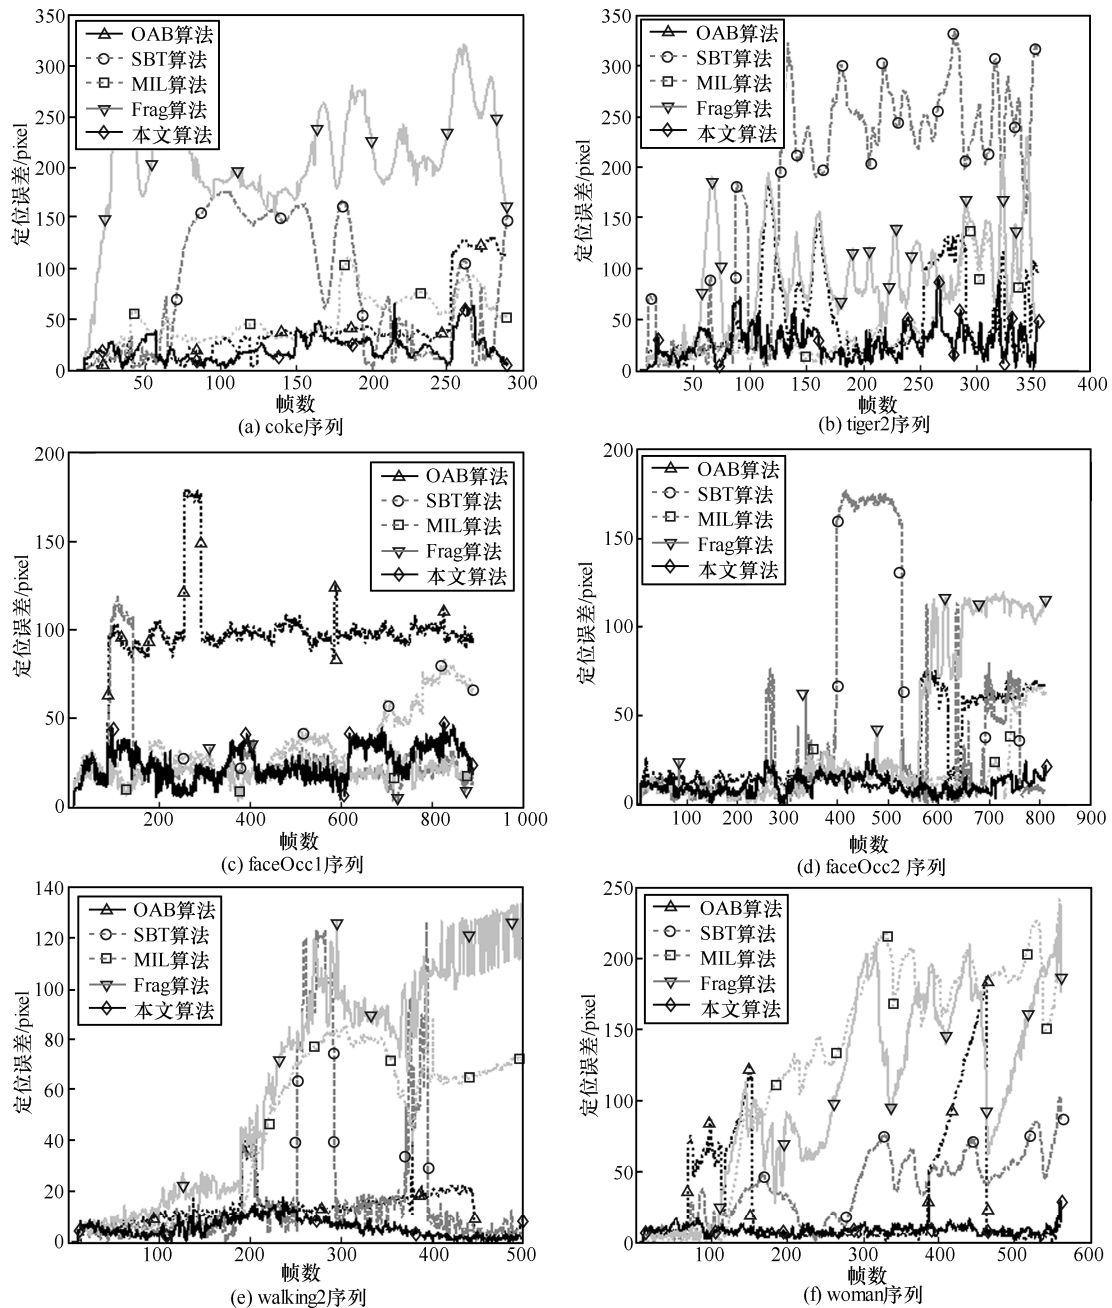 350
300
250
200
150
100
50
0
定位误差/pixel
OAB算法
SBT算法
MIL算法
Frag算法
本文算法
50 100 150 200 250 300
帧数
(a) coke序列
350
300
250
200
150
100
50
0
定位误差/pixel
OAB算法
SBT算法
MIL算法
Frag算法
本文算法
50 100 150 200 250 300 350 400
帧数
(b) tiger2序列
200
150
100
50
0
定位误差/pixel
OAB算法
SBT算法
MIL算法
Frag算法
本文算法
200 400 600 800 1 000
帧数
(c) faceOcc1序列
200
150
100
50
0
定位误差/pixel
OAB算法
SBT算法
MIL算法
Frag算法
本文算法
100 200 300 400 500 600 700 800 900
帧数
(d) faceOcc2 序列
140
120
100
80
60
40
20
0
定位误差/pixel
OAB算法
SBT算法
MIL算法
Frag算法
本文算法
100 200 300 400 500
帧数
(e) walking2序列
250
200
150
100
50
0
定位误差/pixel
OAB算法
SBT算法
MIL算法
Frag算法
本文算法
100 200 300 400 500 600
帧数
(f) woman序列